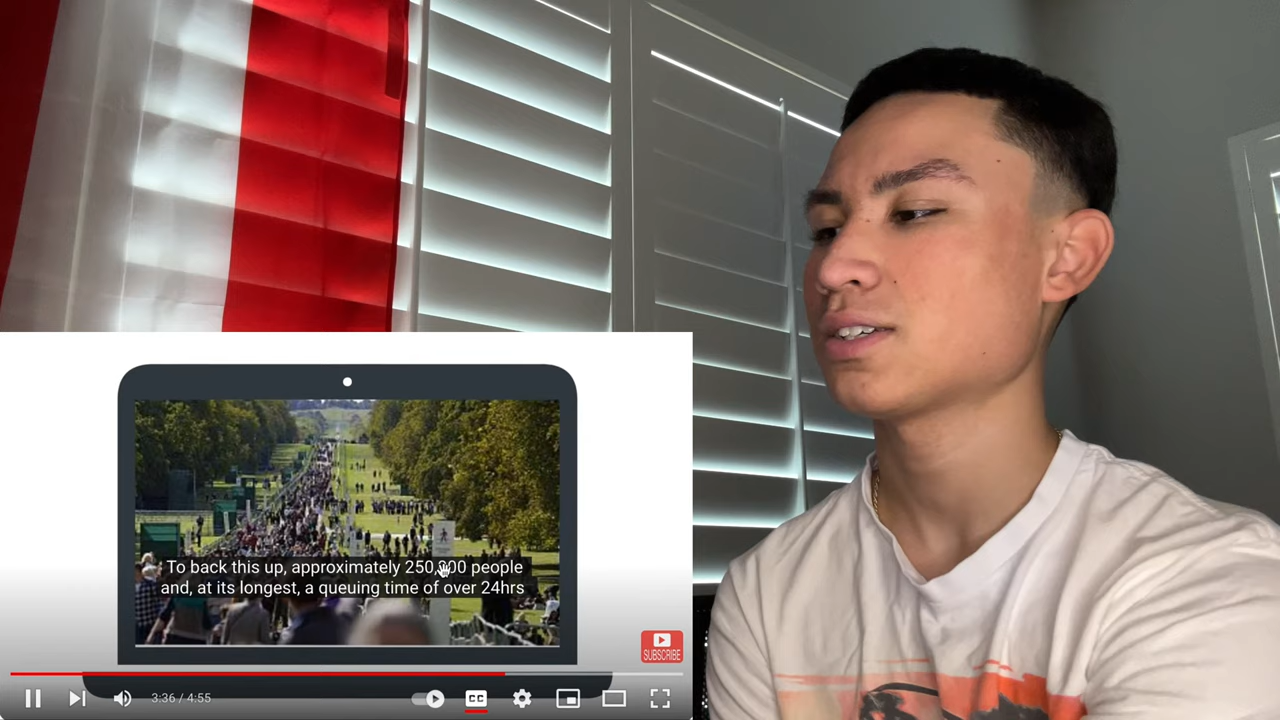 To back this up, approximately 250,000 people
and, at its longest, a queuing time of over 24hrs
SUBSCRIBE
3:36 / 4:55
CC